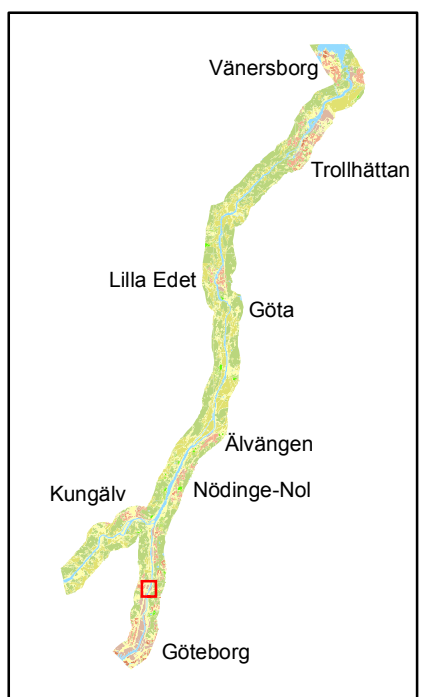 Vänersborg
Trollhättan
Lilla Edet
Göta
Älvängen
Nödinge-Nol
Kungälv
Göteborg